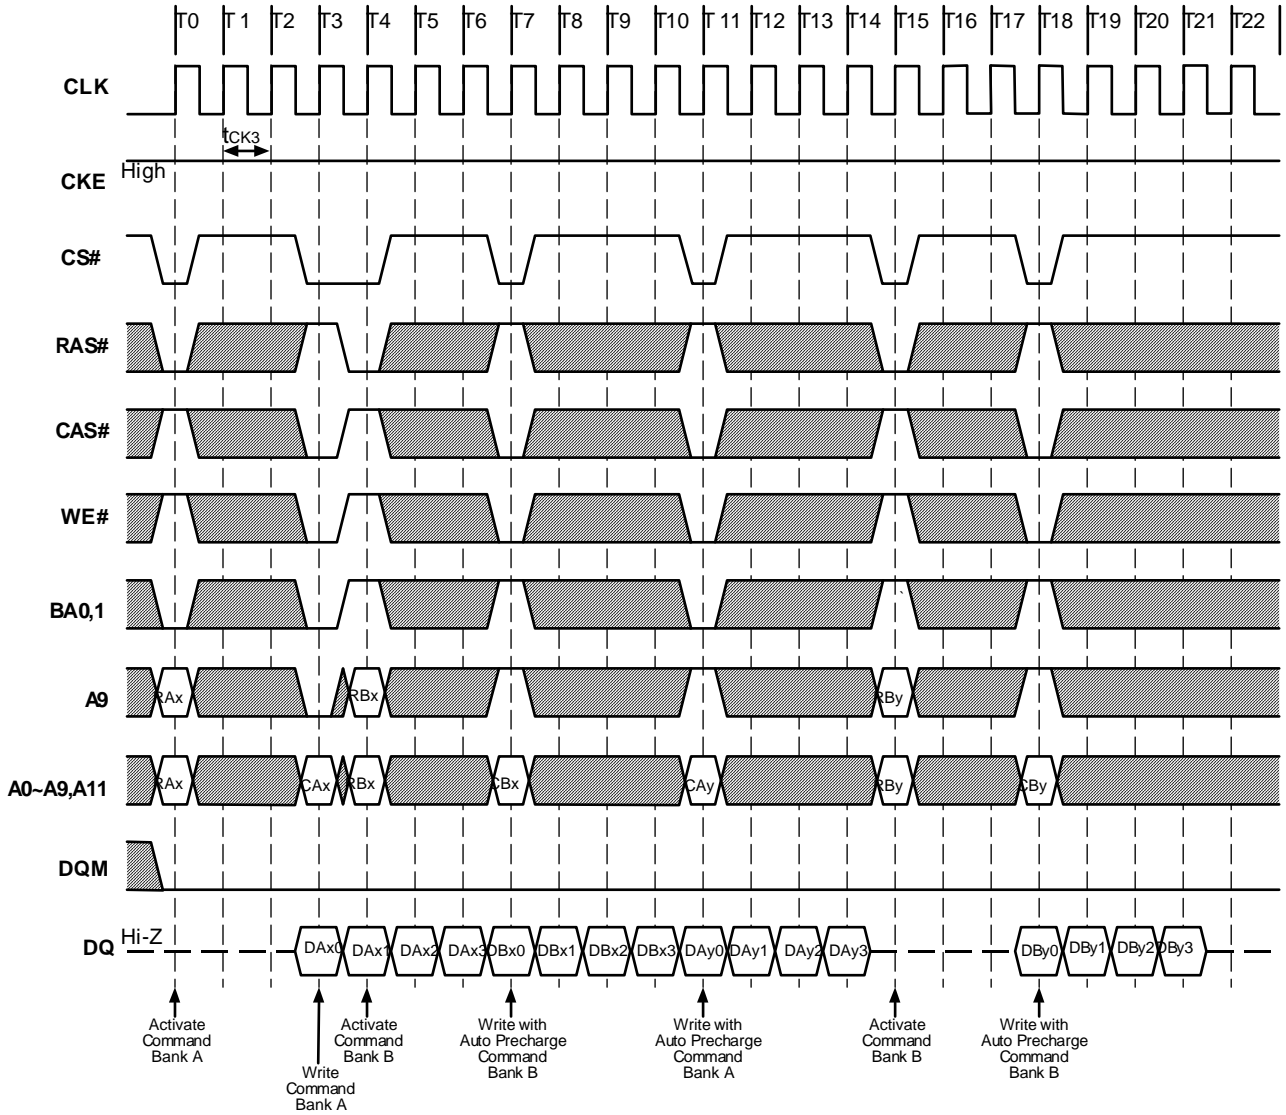 T0 T 1 T2 T3 T4 T5 T6 T7 T8 T9 T10 T 11 T12 T13 T14 T15 T16 T17 T18 T19 T20 T21 T22
CLK
tCK3
High
CKE
CS#
RAS#
CAS#
WE#
BA0,1
A9
RAx RBx RBy
A0~A9,A11
RAx CAx RBx CBx CAy RBy CBy
DQM
DQ
Hi-Z
DAx0 DAx1 DAx2 DAx3 DBx0 DBx1 DBx2 DBx3 DAy0 DAy1 DAy2 DAy3 DBy0 DBy1 DBy2 DBy3
Activate
Command
Bank A
Write
Command
Bank A
Activate
Command
Bank B
Write with
Auto Precharge
Command
Bank B
Write with
Auto Precharge
Command
Bank A
Activate
Command
Bank B
Write with
Auto Precharge
Command
Bank B